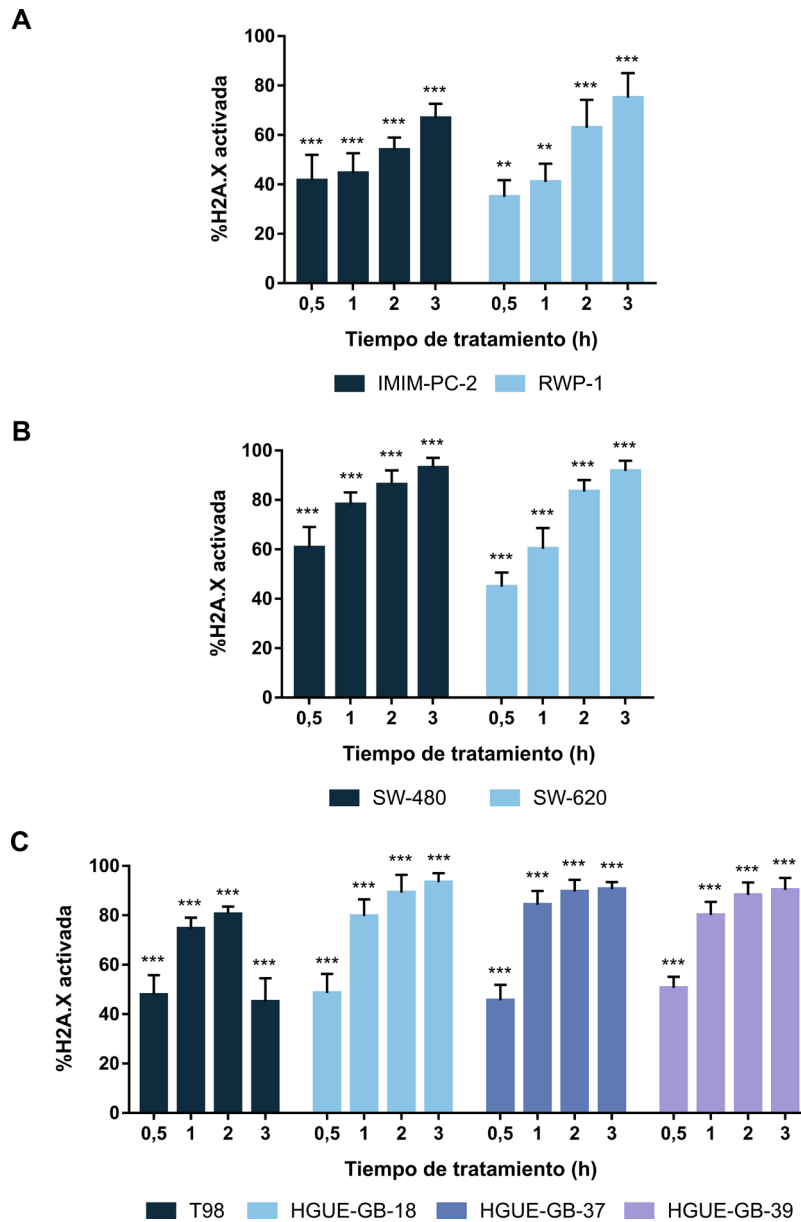 A
%H2A.X activada
100
80
60
40
20
0
*** *** *** *** ** ** *** ***
0,5 1 2 3 0,5 1 2 3
Tiempo de tratamiento (h)
IMIM-PC-2 RWP-1
B
%H2A.X activada
100
80
60
40
20
0
*** *** *** *** *** *** *** ***
0,5 1 2 3 0,5 1 2 3
Tiempo de tratamiento (h)
SW-480 SW-620
C
%H2A.X activada
100
80
60
40
20
0
*** *** *** *** *** *** *** *** *** *** *** *** *** *** *** ***
0,5 1 2 3 0,5 1 2 3 0,5 1 2 3 0,5 1 2 3
Tiempo de tratamiento (h)
T98 HGUE-GB-18 HGUE-GB-37 HGUE-GB-39